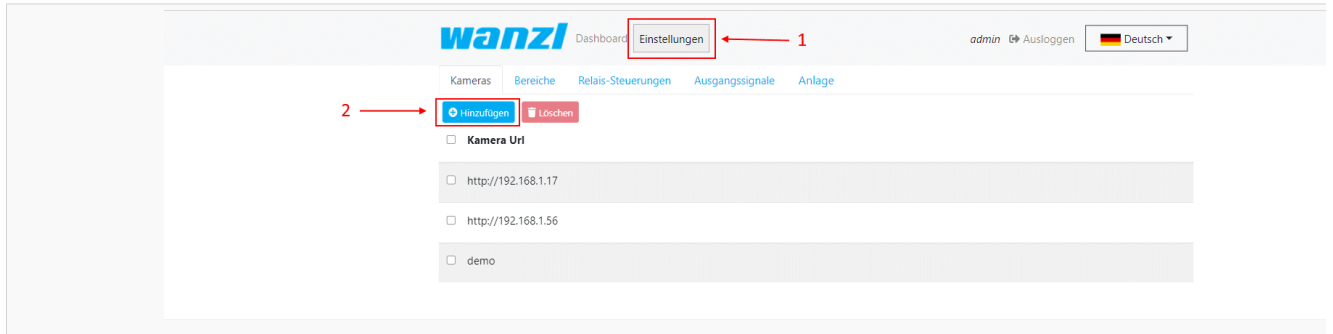 wanzl Dashboard Einstellungen 1 admin Ausloggen Deutsch
Kameras Bereiche Relais-Steuerungen Ausgangssignale Anlage
2 Hinzufügen Löschen
Kamera Url
http://192.168.1.17
http://192.168.1.56
demo